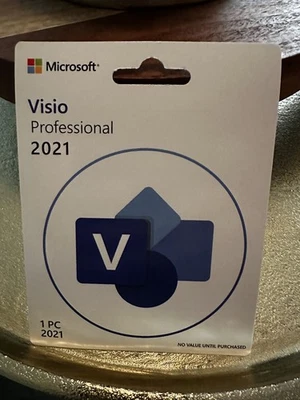 Microsoft®
Visio
Professional
2021
V
1 PC
2021
NO VALUE UNTIL PURCHASED